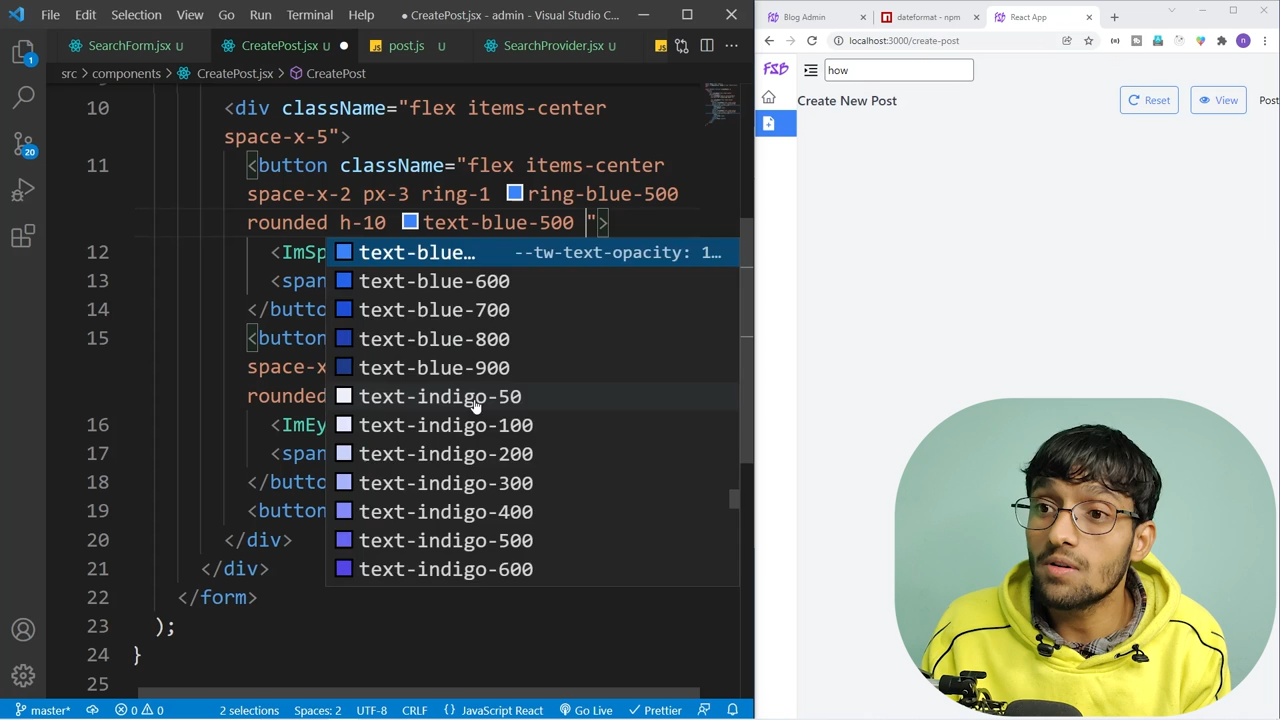 File Edit Selection View Go Run Terminal Help ● CreatePost.jsx - admin - Visual Studio C...
SearchForm.jsx U CreatePost.jsx U ● post.js U SearchProvider.jsx U
src > components > CreatePost.jsx > CreatePost
10 <div className="flex items-center
space-x-5">
11 <button className="flex items-center
space-x-2 px-3 ring-1 ring-blue-500
rounded h-10 text-blue-500 ">
12 <ImSp
13 <span
14 </butto
15 <button
space-x
rounded
16 <ImEy
17 <span
18 </butto
19 <button
20 </div>
21 </div>
22 </form>
23 );
24 }
25
text-blue… --tw-text-opacity: 1…
text-blue-600
text-blue-700
text-blue-800
text-blue-900
text-indigo-50
text-indigo-100
text-indigo-200
text-indigo-300
text-indigo-400
text-indigo-500
text-indigo-600
1
20
master* 0 0 2 selections Spaces: 2 UTF-8 CRLF JavaScript React Go Live Prettier
Blog Admin dateformat - npm React App
localhost:3000/create-post
FSB how
Create New Post Reset View Post